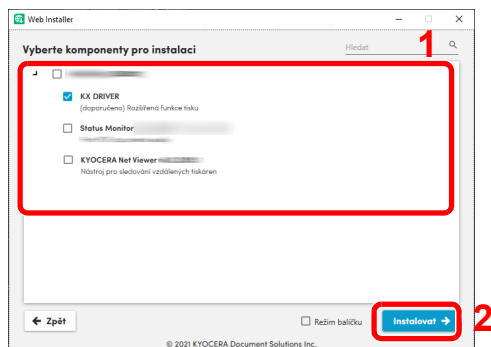 Web Installer
Vyberte komponenty pro instalaci
Hledat
1
KX DRIVER
(doporučeno) Rozšířená funkce tisku
Status Monitor
KYOCERA Net Viewer
Nástroj pro sledování vzdálených tiskáren
Zpět
Režim balíčku
Instalovat
2
© 2021 KYOCERA Document Solutions Inc.